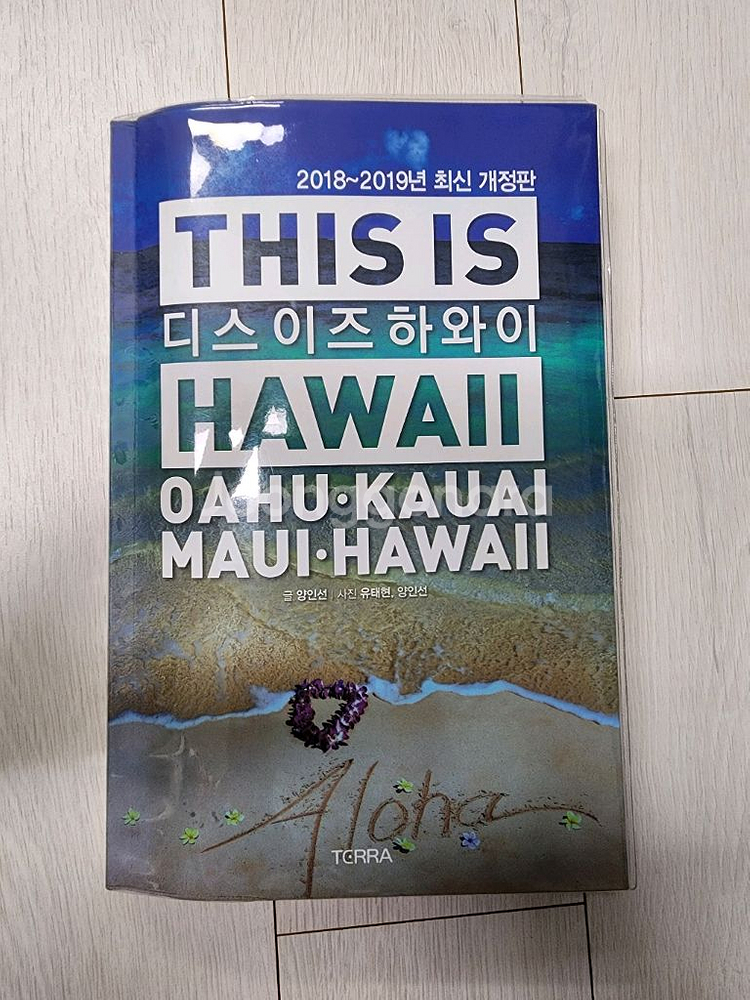 2018~2019년 최신 개정판
THIS IS
디스 이즈 하와이
HAWAII
OAHU·KAUAI
MAUI·HAWAII
글 양인선 | 사진 유태현, 양인선
Aloha
TERRA